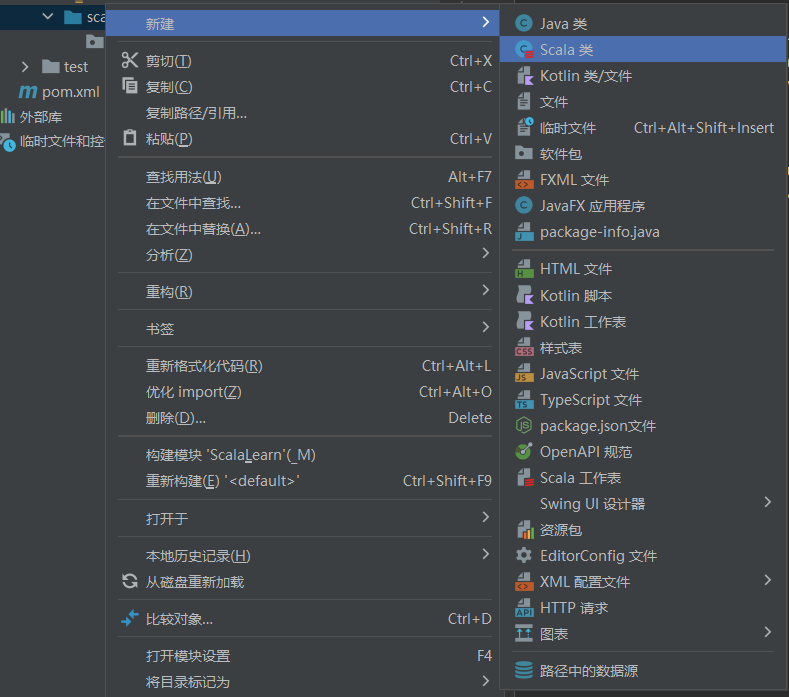 sca
test
pom.xml
外部库
临时文件和控
新建
剪切(T) Ctrl+X
复制(C) Ctrl+C
复制路径/引用...
粘贴(P) Ctrl+V
查找用法(U) Alt+F7
在文件中查找... Ctrl+Shift+F
在文件中替换(A)... Ctrl+Shift+R
分析(Z)
重构(R)
书签
重新格式化代码(R) Ctrl+Alt+L
优化 import(Z) Ctrl+Alt+O
删除(D)... Delete
构建模块 'ScalaLearn'(_M)
重新构建(E) '<default>' Ctrl+Shift+F9
打开于
本地历史记录(H)
从磁盘重新加载
比较对象... Ctrl+D
打开模块设置 F4
将目录标记为
Java 类
Scala 类
Kotlin 类/文件
文件
临时文件 Ctrl+Alt+Shift+Insert
软件包
FXML 文件
JavaFX 应用程序
package-info.java
HTML 文件
Kotlin 脚本
Kotlin 工作表
样式表
JavaScript 文件
TypeScript 文件
package.json文件
OpenAPI 规范
Scala 工作表
Swing UI 设计器
资源包
EditorConfig 文件
XML 配置文件
HTTP 请求
图表
路径中的数据源